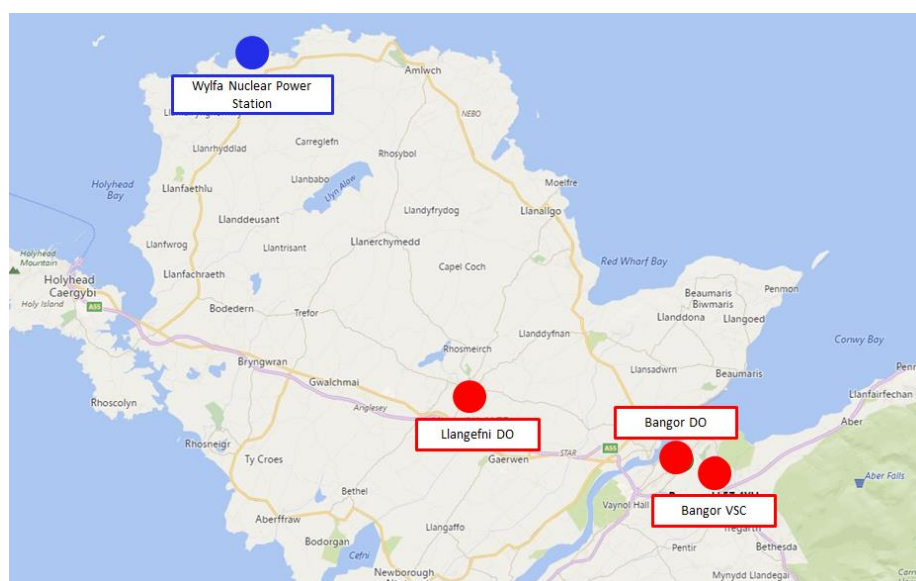 Wylfa Nuclear Power
Station
Amlwch
NEBO
Carreglefn
Llanrhyddlad
Rhosybol
Holyhead
Bay
Llanbabo
Llyn Alaw
Moelfre
Llanfaethlu
Llandyfrydog
Llanallgo
Llanddeusant
Llanfwrog
Llantrisant
Llanerchymedd
Holyhead
Mountain
Red Wharf Bay
Llanfachraeth
Capel Coch
Holyhead
Caergybi
Beaumaris
Biwmaris
Penmon
Holy Island
A55
Bodedern
Trefor
Llanddona
Llangoed
Llanddyfnan
Conwy Bay
Rhosmeirch
Bryngwran
Llansadwrn
Beaumaris
Gwalchmai
Rhoscolyn
Llanfairfechan
Anglesey
Aber
Llangefni DO
Bangor DO
Rhosneigr
A55
STAR
Ty Croes
Gaerwen
Aber Falls
Bethel
Vaynol Hall
Bangor VSC
Aberffraw
Llangaffo
Bodorgan
Pentir
Bethesda
Cefni
Newborough
Mynydd Llandegai